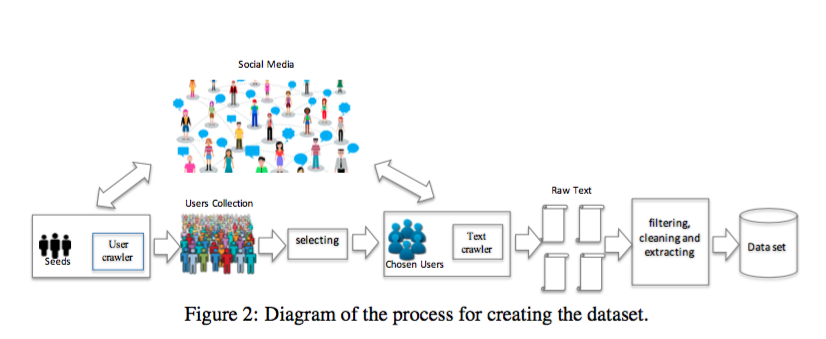 Social Media
Users Collection
Raw Text
Seeds
User
crawler
selecting
Chosen Users
Text
crawler
filtering,
cleaning and
extracting
Data set
Figure 2: Diagram of the process for creating the dataset.